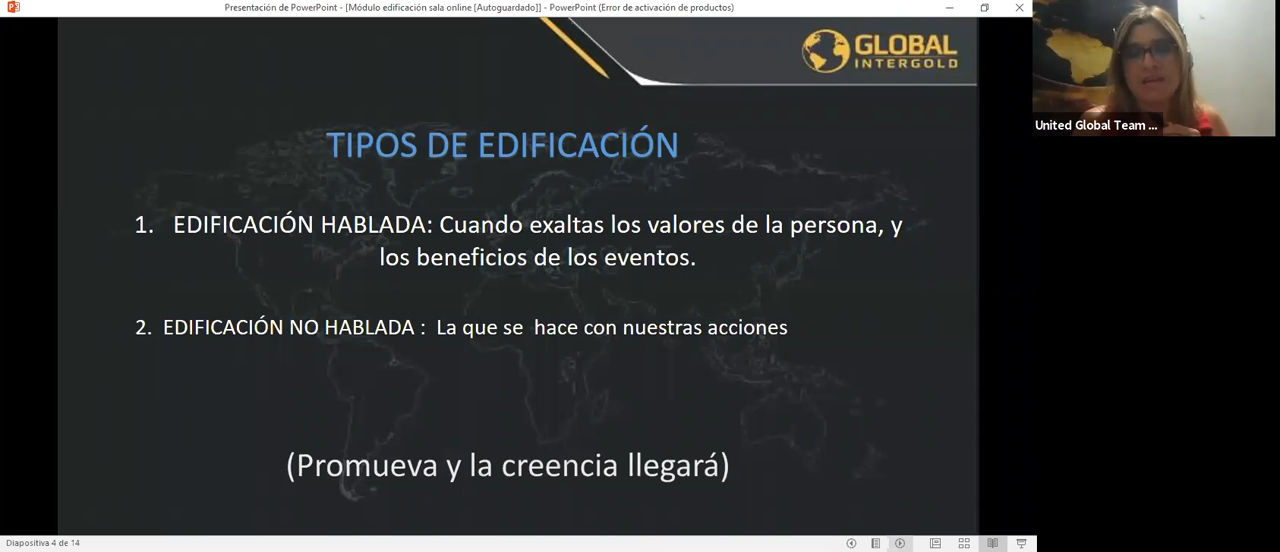 Presentación de PowerPoint - [Módulo edificación sala online [Autoguardado]] - PowerPoint (Error de activación de productos)
GLOBAL
INTERGOLD
United Global Team ...
TIPOS DE EDIFICACIÓN
1. EDIFICACIÓN HABLADA: Cuando exaltas los valores de la persona, y
los beneficios de los eventos.
2. EDIFICACIÓN NO HABLADA : La que se hace con nuestras acciones
(Promueva y la creencia llegará)
Diapositiva 4 de 14